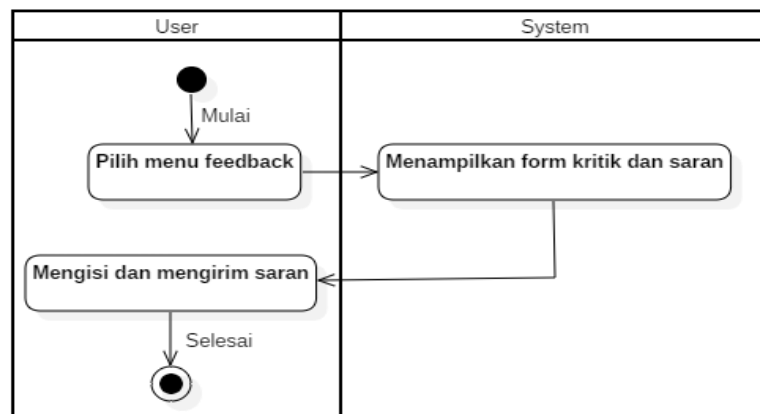 User
System
Mulai
Pilih menu feedback
Menampilkan form kritik dan saran
Mengisi dan mengirim saran
Selesai